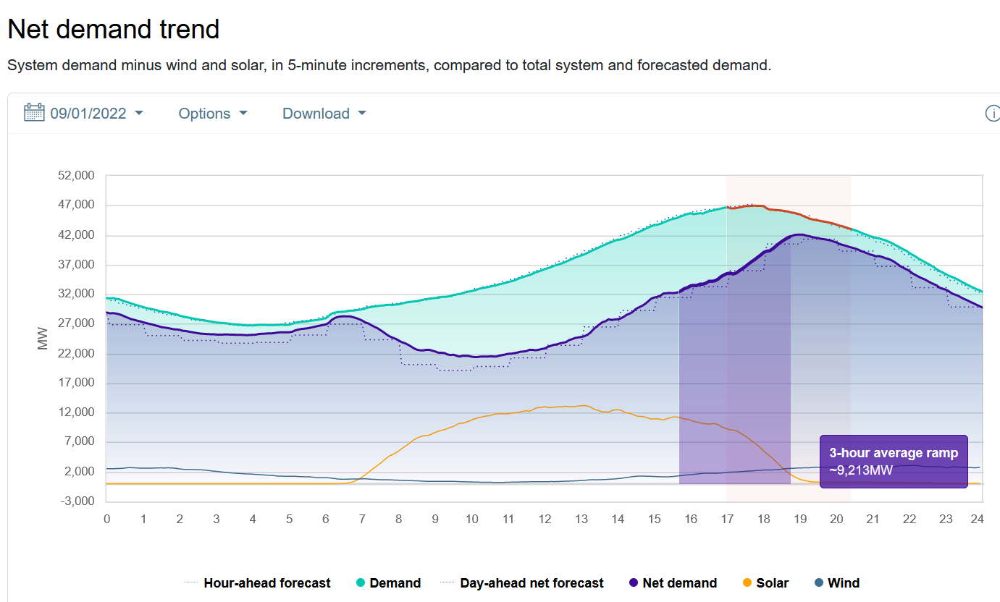 Net demand trend
System demand minus wind and solar, in 5-minute increments, compared to total system and forecasted demand.
09/01/2022 Options Download
52,000
47,000
42,000
37,000
32,000
27,000
22,000
17,000
12,000
7,000
2,000
-3,000
MW
3-hour average ramp
~9,213MW
0 1 2 3 4 5 6 7 8 9 10 11 12 13 14 15 16 17 18 19 20 21 22 23 24
Hour-ahead forecast Demand Day-ahead net forecast Net demand Solar Wind